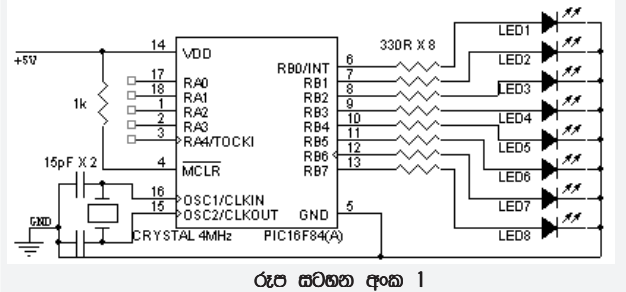 +5V
1k
15pF X 2
GND
CRYSTAL 4MHz
14 VDD
17 RA0
18 RA1
1 RA2
2 RA3
3 RA4/TOCKI
4 MCLR
16 OSC1/CLKIN
15 OSC2/CLKOUT
GND 5
PIC16F84(A)
RB0/INT 6
RB1 7
RB2 8
RB3 9
RB4 10
RB5 11
RB6 12
RB7 13
330R X 8
LED1
LED2
LED3
LED4
LED5
LED6
LED7
LED8
රූප සටහන අංක 1